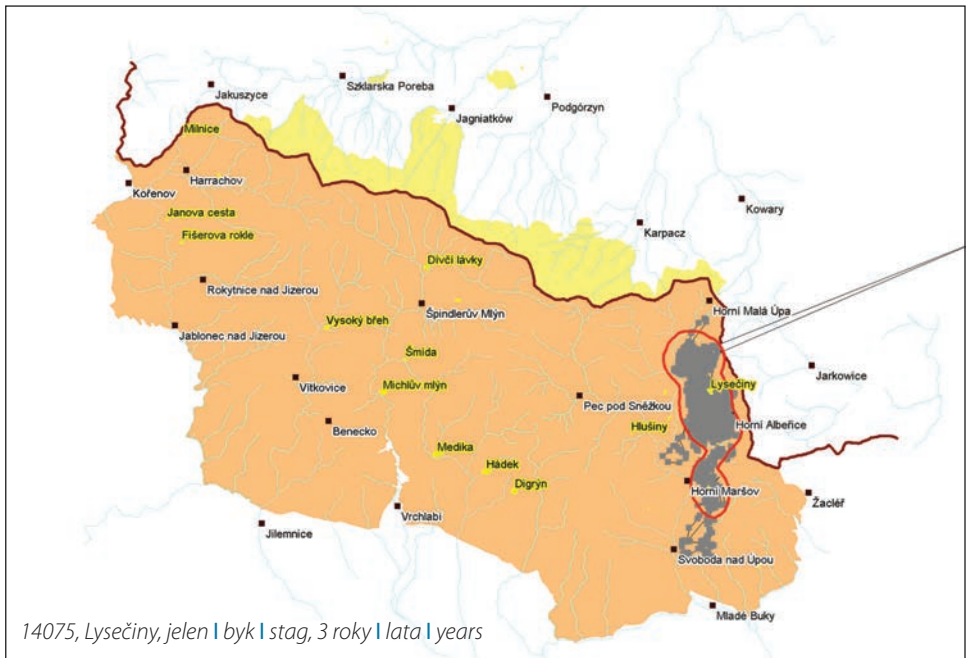 Szklarska Poreba
Jakuszyce
Podgórzyn
Jagniatków
Milnice
Harrachov
Kořenov
Kowary
Janova cesta
Karpacz
Fišerova rokle
Dívčí lávky
Rokytnice nad Jizerou
Špindlerův Mlýn
Horní Malá Úpa
Vysoký břeh
Jablonec nad Jizerou
Šmída
Jarkowice
Vítkovice
Michlův mlýn
Lysečiny
Pec pod Sněžkou
Benecko
Hlušiny
Horní Albeřice
Medika
Hádek
Digrýn
Horní Maršov
Žacléř
Vrchlabí
Jilemnice
Svoboda nad Úpou
Mladé Buky
14075, Lysečiny, jelen | byk | stag, 3 roky | lata | years